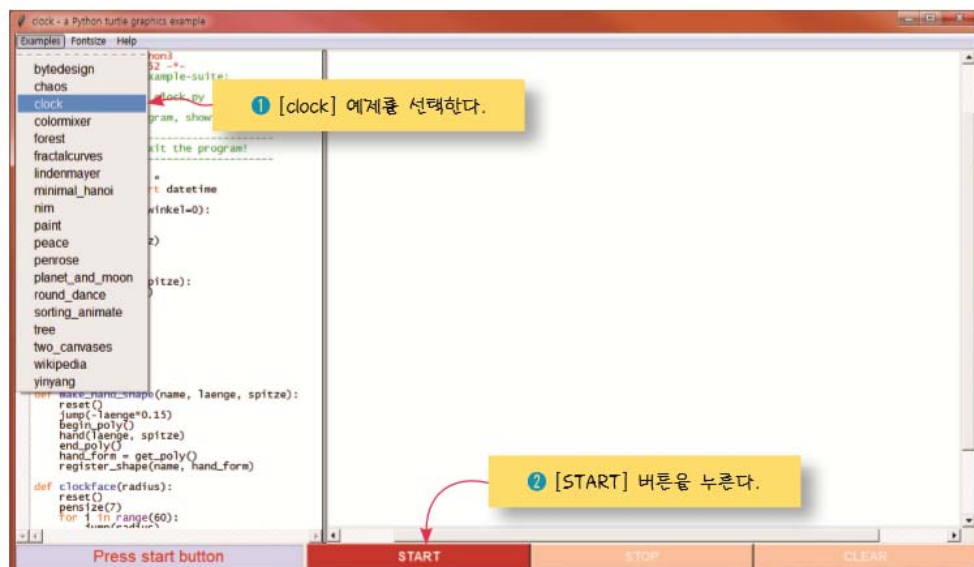 clock - a Python turtle graphics example
Examples Fontsize Help
bytedesign
chaos
clock
colormixer
forest
fractalcurves
lindenmayer
minimal_hanoi
nim
paint
peace
penrose
planet_and_moon
round_dance
sorting_animate
tree
two_canvases
wikipedia
yinyang
hon3
52 -*-
xample-suite:
clock.py
gram, show
xit the program!
rt datetime
winkel=0):
z)
pitze):
def make_hand_shape(name, laenge, spitze):
reset()
jump(-laenge*0.15)
begin_poly()
hand(laenge, spitze)
end_poly()
hand_form = get_poly()
register_shape(name, hand_form)
def clockface(radius):
reset()
pensize(7)
for i in range(60):
jump(radius)
❶ [clock] 예제를 선택한다.
❷ [START] 버튼을 누른다.
Press start button
START
STOP
CLEAR